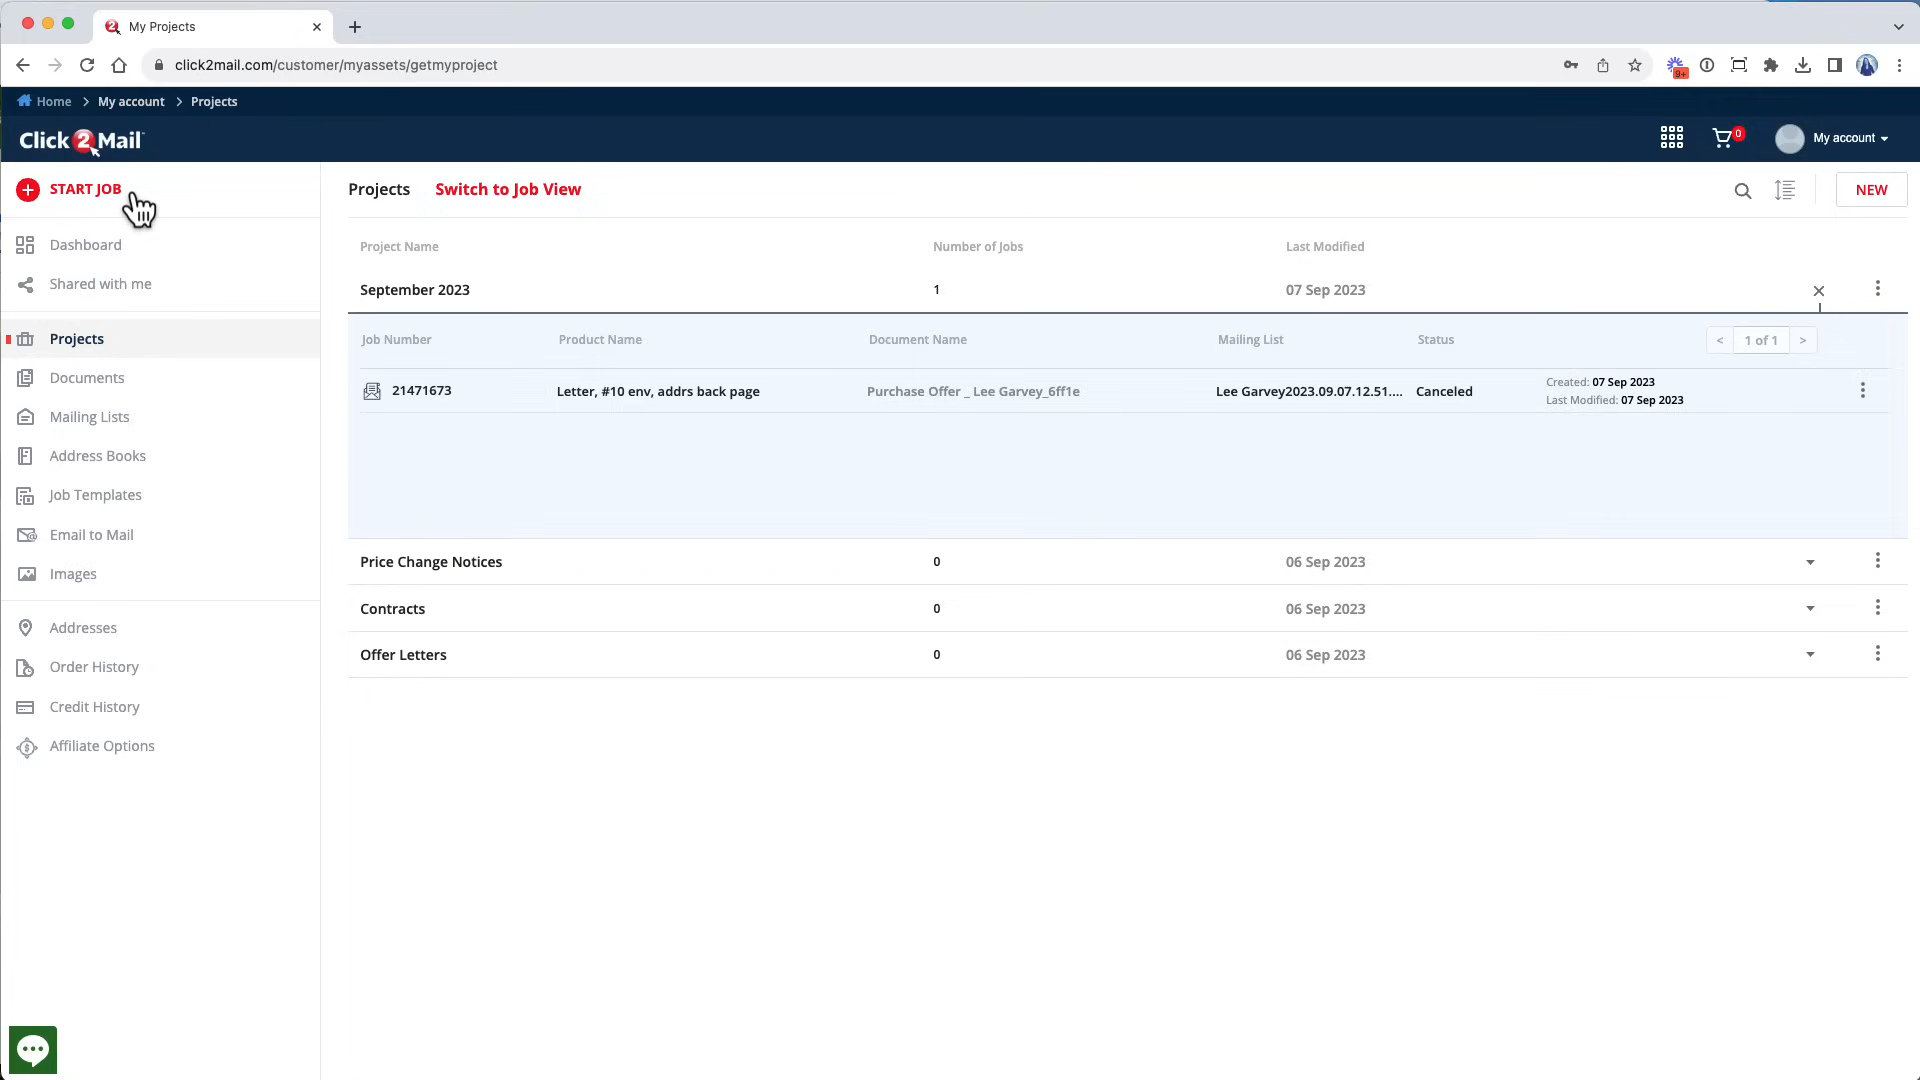 My Projects
click2mail.com/customer/myassets/getmyproject
9+
Home > My account > Projects
Click2Mail
0
My account
START JOB
Projects Switch to Job View
NEW
Dashboard
Shared with me
Projects
Documents
Mailing Lists
Address Books
Job Templates
Email to Mail
Images
Addresses
Order History
Credit History
Affiliate Options
Project Name Number of Jobs Last Modified
September 2023 1 07 Sep 2023
Job Number Product Name Document Name Mailing List Status < 1 of 1 >
21471673 Letter, #10 env, addrs back page Purchase Offer _ Lee Garvey_6ff1e Lee Garvey2023.09.07.12.51.... Canceled Created: 07 Sep 2023
Last Modified: 07 Sep 2023
Price Change Notices 0 06 Sep 2023
Contracts 0 06 Sep 2023
Offer Letters 0 06 Sep 2023